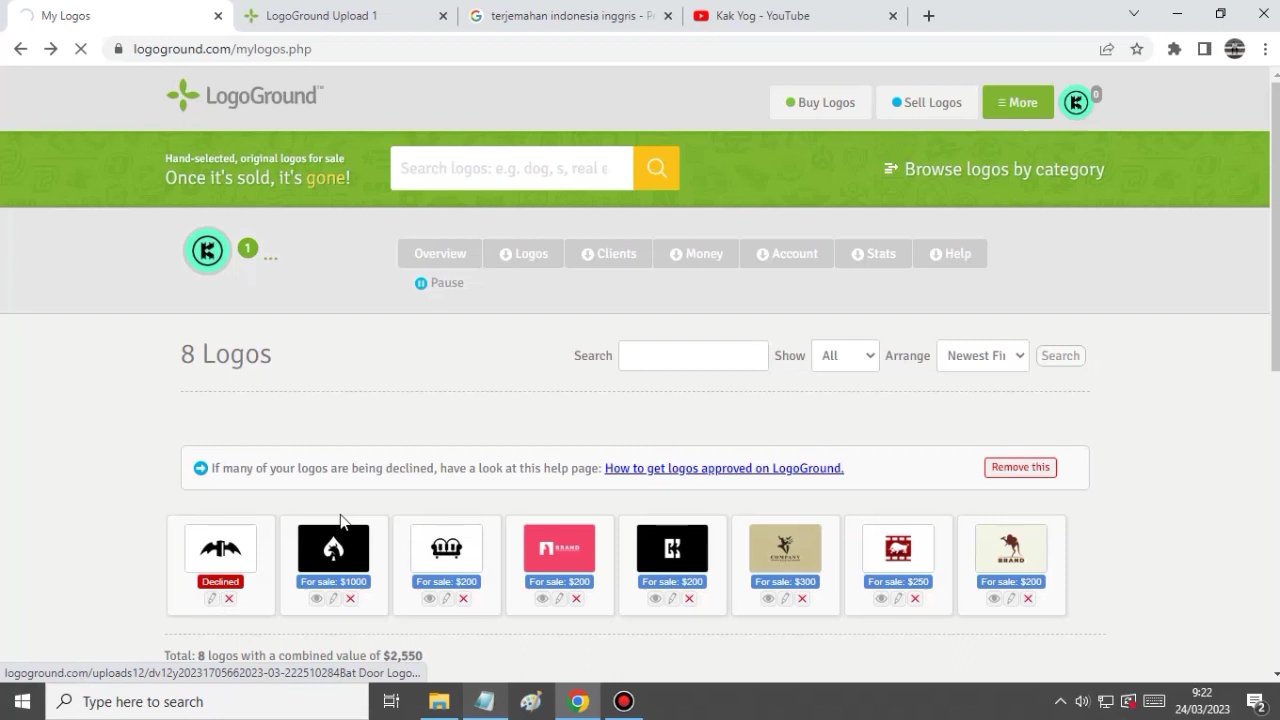 My Logos
LogoGround Upload 1
terjemahan indonesia inggris - P
Kak Yog - YouTube
logoground.com/mylogos.php
LogoGround™
Buy Logos
Sell Logos
≡ More
0
Hand-selected, original logos for sale
Once it's sold, it's gone!
Search logos: e.g. dog, s, real e
Browse logos by category
1
...
Overview
Logos
Clients
Money
Account
Stats
Help
Pause
8 Logos
Search
Show
All
Arrange
Newest Fi
Search
If many of your logos are being declined, have a look at this help page: How to get logos approved on LogoGround.
Remove this
BRAND
COMPANY
BRAND
Declined
For sale: $1000
For sale: $200
For sale: $200
For sale: $200
For sale: $300
For sale: $250
For sale: $200
Total: 8 logos with a combined value of $2,550
logoground.com/uploads12/dv12y20231705662023-03-222510284Bat Door Logo...
Type here to search
9:22
24/03/2023
2